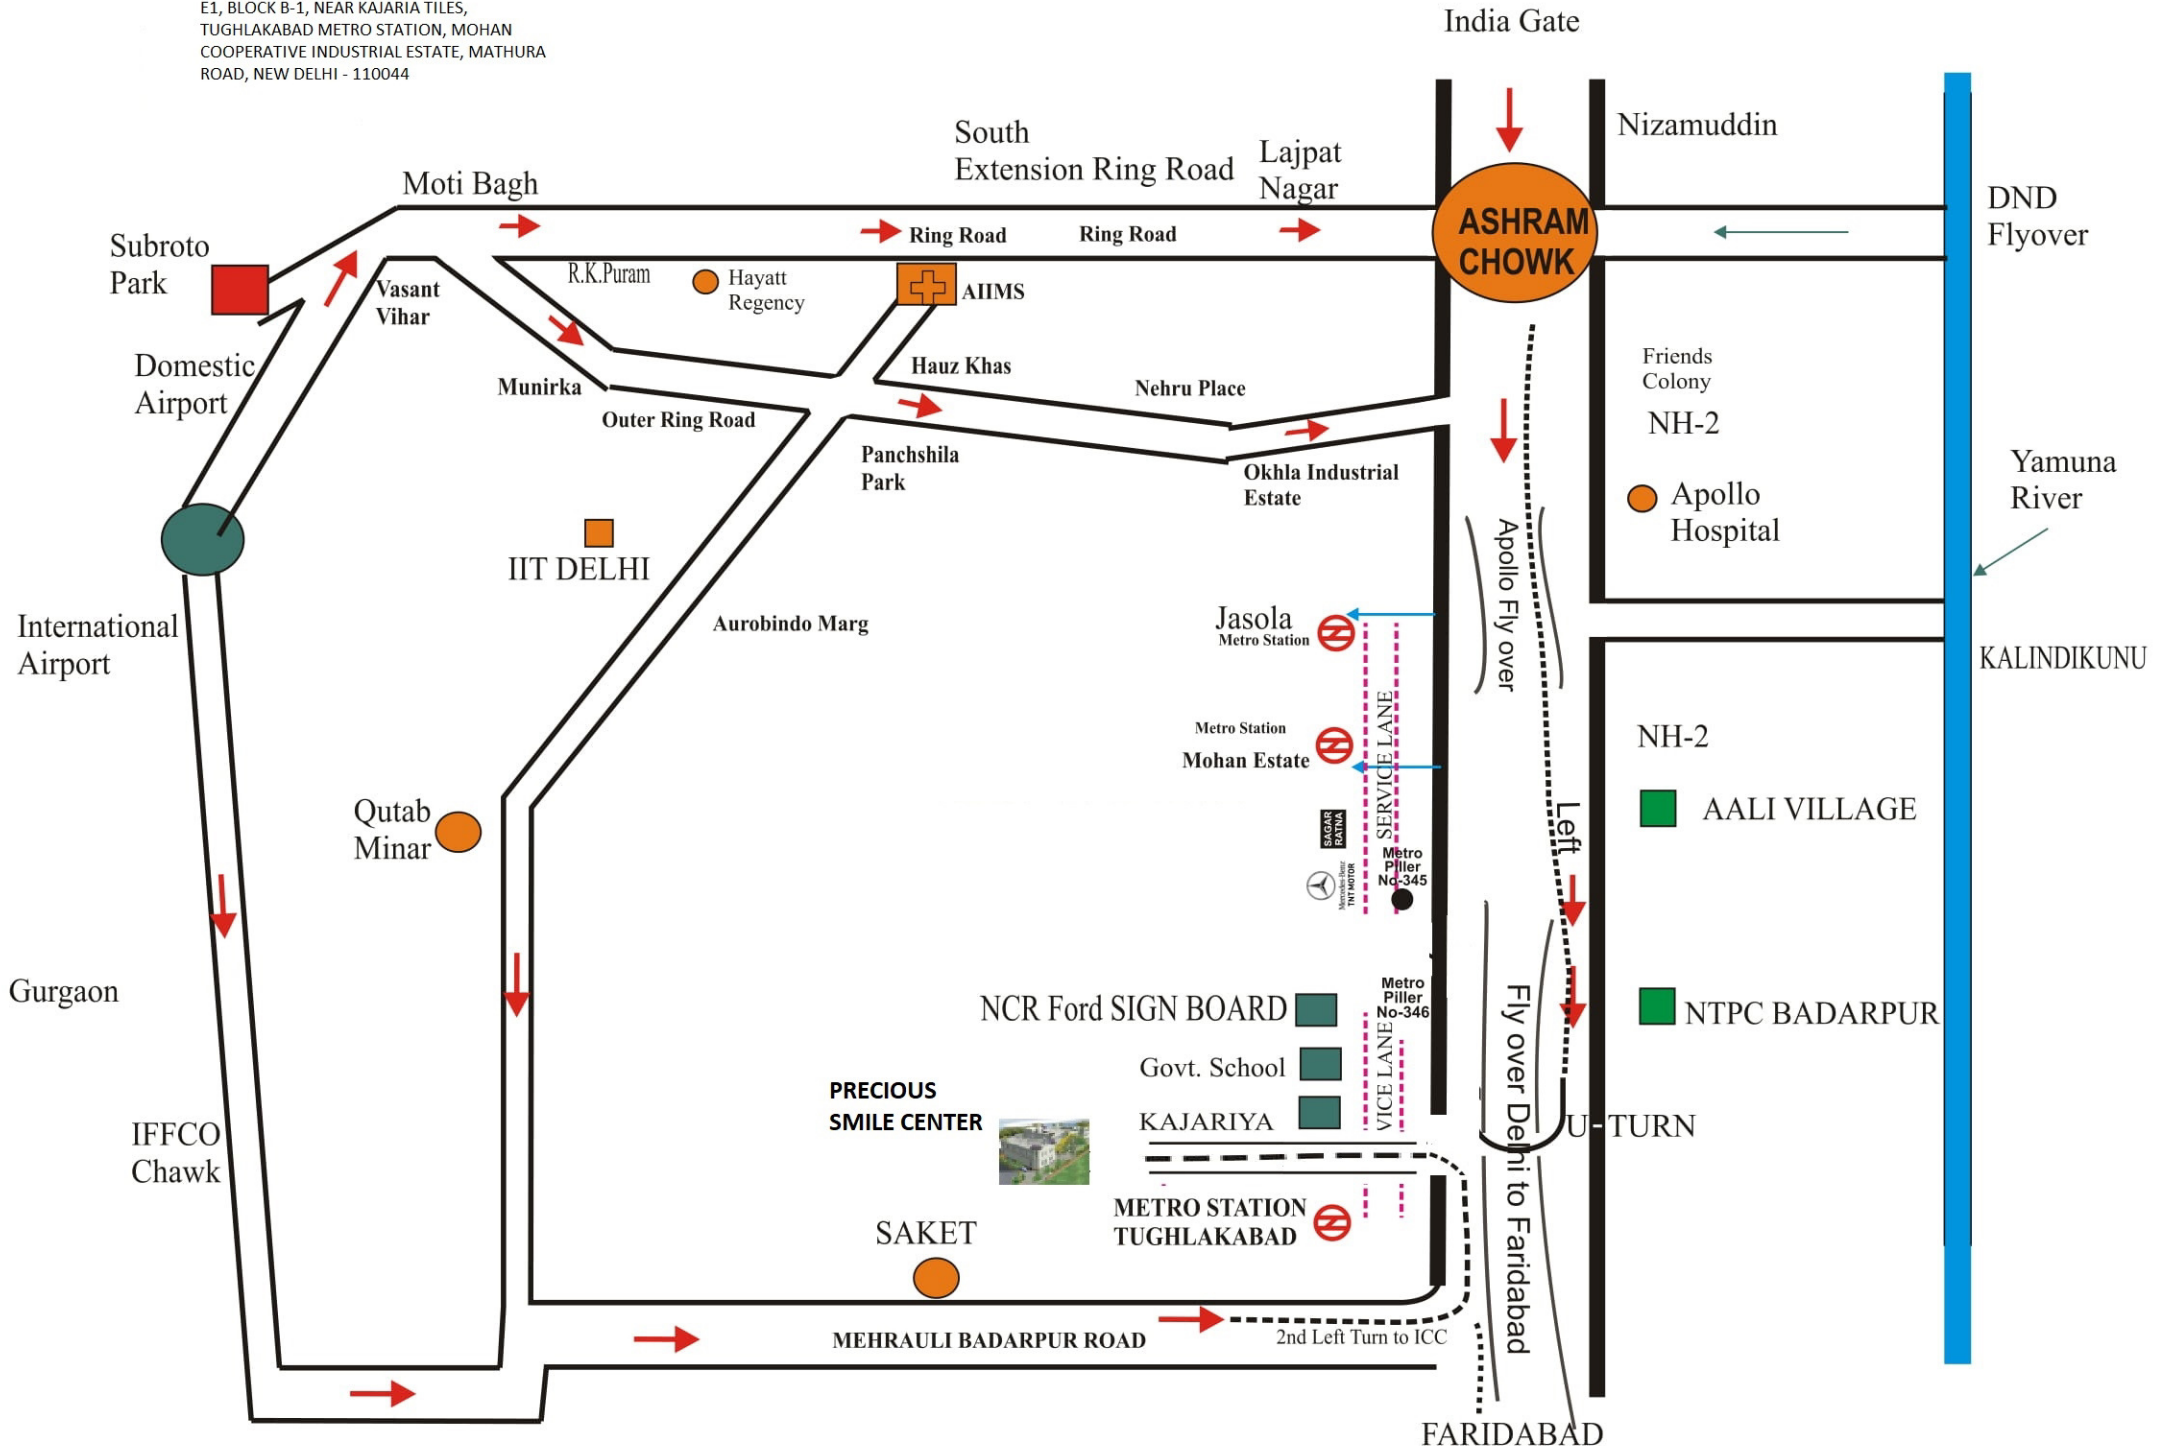 E1, BLOCK B-1, NEAR KAJARIA TILES,
TUGHLAKABAD METRO STATION, MOHAN
COOPERATIVE INDUSTRIAL ESTATE, MATHURA
ROAD, NEW DELHI - 110044
India Gate
Nizamuddin
South
Extension Ring Road
Lajpat
Nagar
Moti Bagh
DND
Flyover
ASHRAM
CHOWK
Subroto
Park
Ring Road
Ring Road
R.K.Puram
Hayatt
Regency
AIIMS
Vasant
Vihar
Domestic
Airport
Munirka
Outer Ring Road
Hauz Khas
Nehru Place
Panchshila
Park
Okhla Industrial
Estate
Friends
Colony
NH-2
Apollo
Hospital
Yamuna
River
Apollo Fly over
IIT DELHI
International
Airport
Aurobindo Marg
Jasola
Metro Station
KALINDIKUNU
Metro Station
Mohan Estate
SERVICE LANE
NH-2
AALI VILLAGE
Left
Qutab
Minar
SAGAR
RATNA
Mercedes-Benz
TNT MOTOR
Metro
Piller
No-345
Gurgaon
NCR Ford SIGN BOARD
Metro
Piller
No-346
NTPC BADARPUR
Govt. School
VICE LANE
Fly over Delhi to Faridabad
PRECIOUS
SMILE CENTER
KAJARIYA
U-TURN
IFFCO
Chawk
METRO STATION
TUGHLAKABAD
SAKET
MEHRAULI BADARPUR ROAD
2nd Left Turn to ICC
FARIDABAD